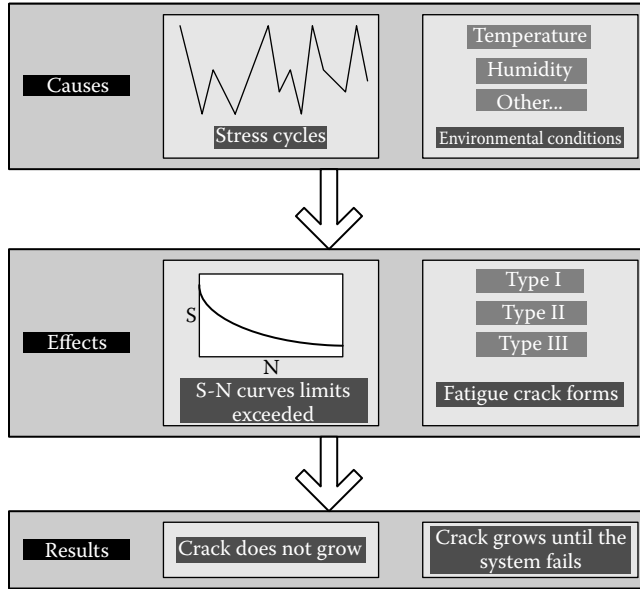 Causes
Stress cycles
Temperature
Humidity
Other...
Environmental conditions
Effects
S
N
S-N curves limits
exceeded
Type I
Type II
Type III
Fatigue crack forms
Results
Crack does not grow
Crack grows until the
system fails